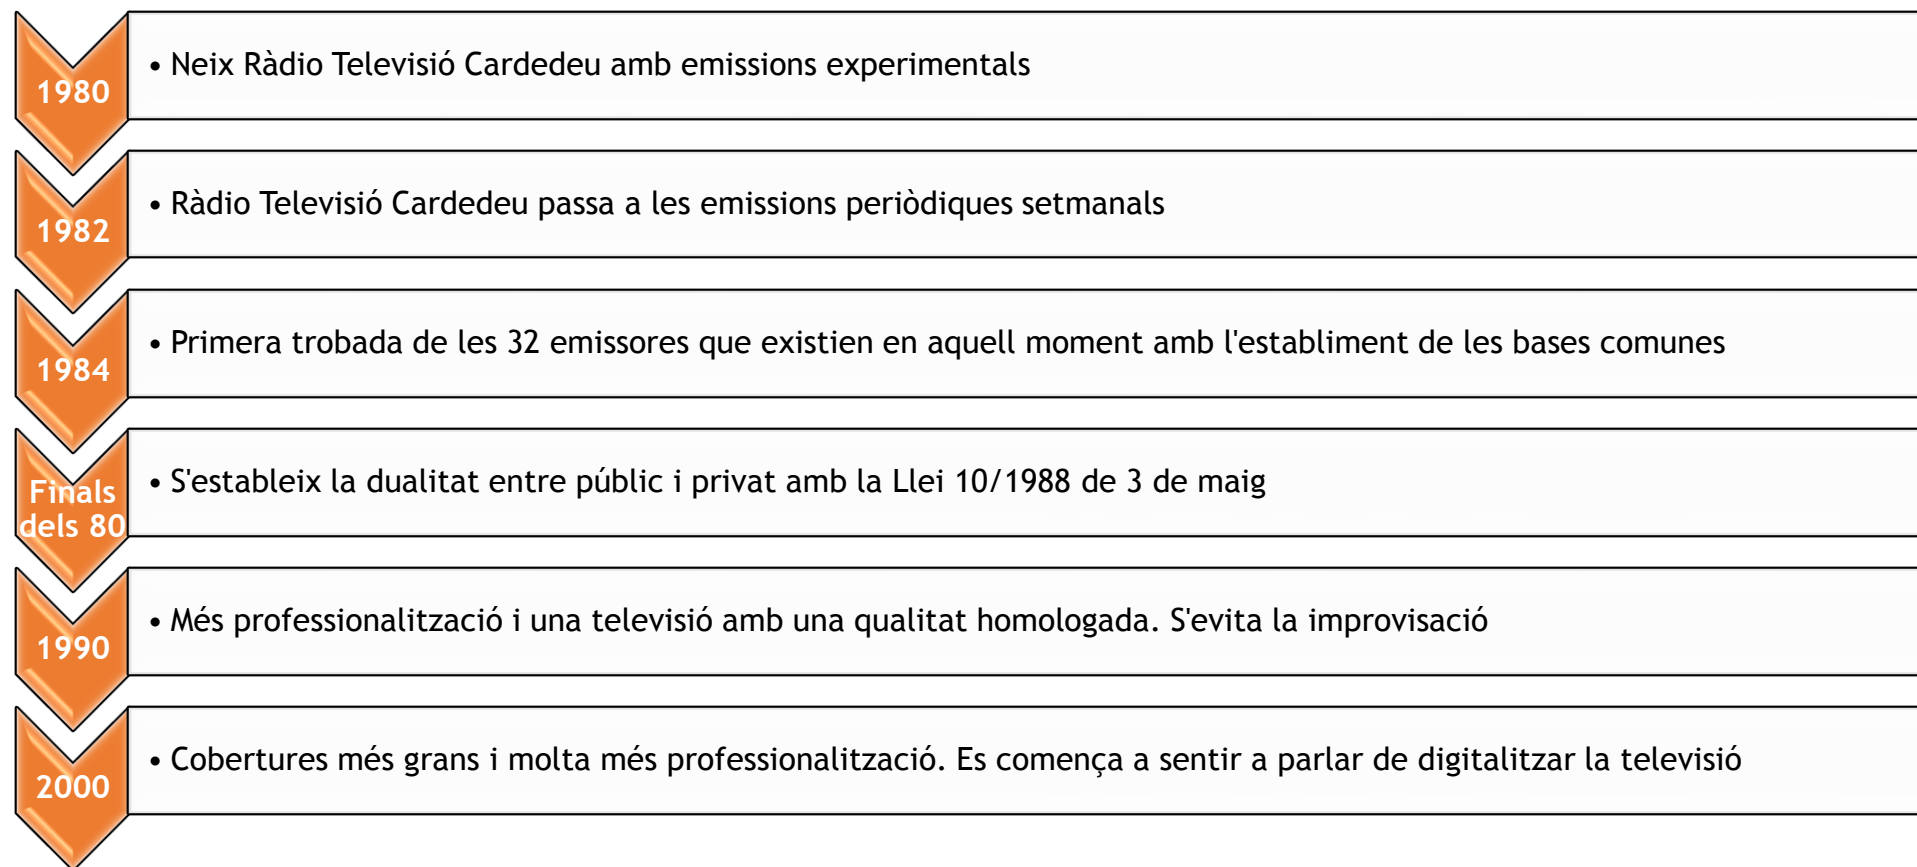 1980
• Neix Ràdio Televisió Cardedeu amb emissions experimentals
1982
• Ràdio Televisió Cardedeu passa a les emissions periòdiques setmanals
1984
• Primera trobada de les 32 emissores que existien en aquell moment amb l'establiment de les bases comunes
Finals
dels 80
• S'estableix la dualitat entre públic i privat amb la Llei 10/1988 de 3 de maig
1990
• Més professionalització i una televisió amb una qualitat homologada. S'evita la improvisació
2000
• Cobertures més grans i molta més professionalització. Es comença a sentir a parlar de digitalitzar la televisió